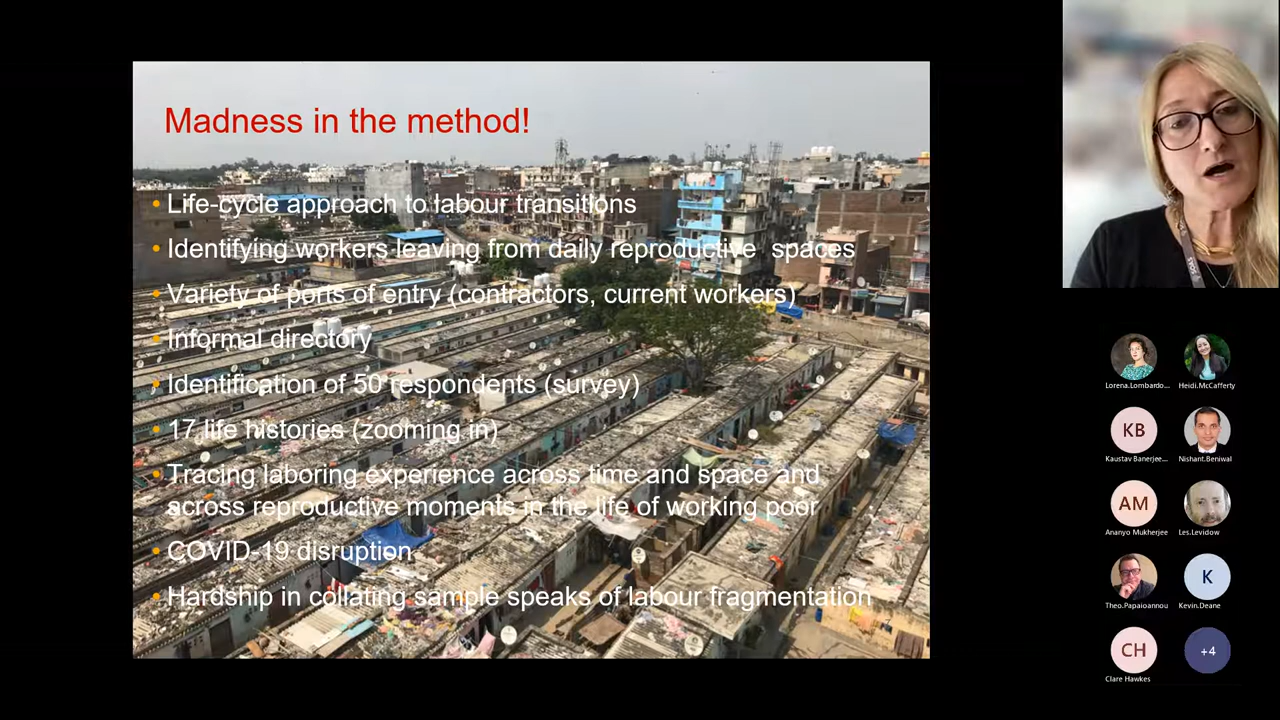 Madness in the method!
• Life-cycle approach to labour transitions
• Identifying workers leaving from daily reproductive spaces
• Variety of ports of entry (contractors, current workers)
• Informal directory
• Identification of 50 respondents (survey)
• 17 life histories (zooming in)
• Tracing laboring experience across time and space and
across reproductive moments in the life of working poor
• COVID-19 disruption
• Hardship in collating sample speaks of labour fragmentation
Lorena.Lombardo...
Heidi.McCafferty
KB
Kaustav Banerjee...
Nishant.Beniwal
AM
Ananyo Mukherjee
Les.Levidow
Theo.Papaioannou
K
Kevin.Deane
CH
Clare Hawkes
+4